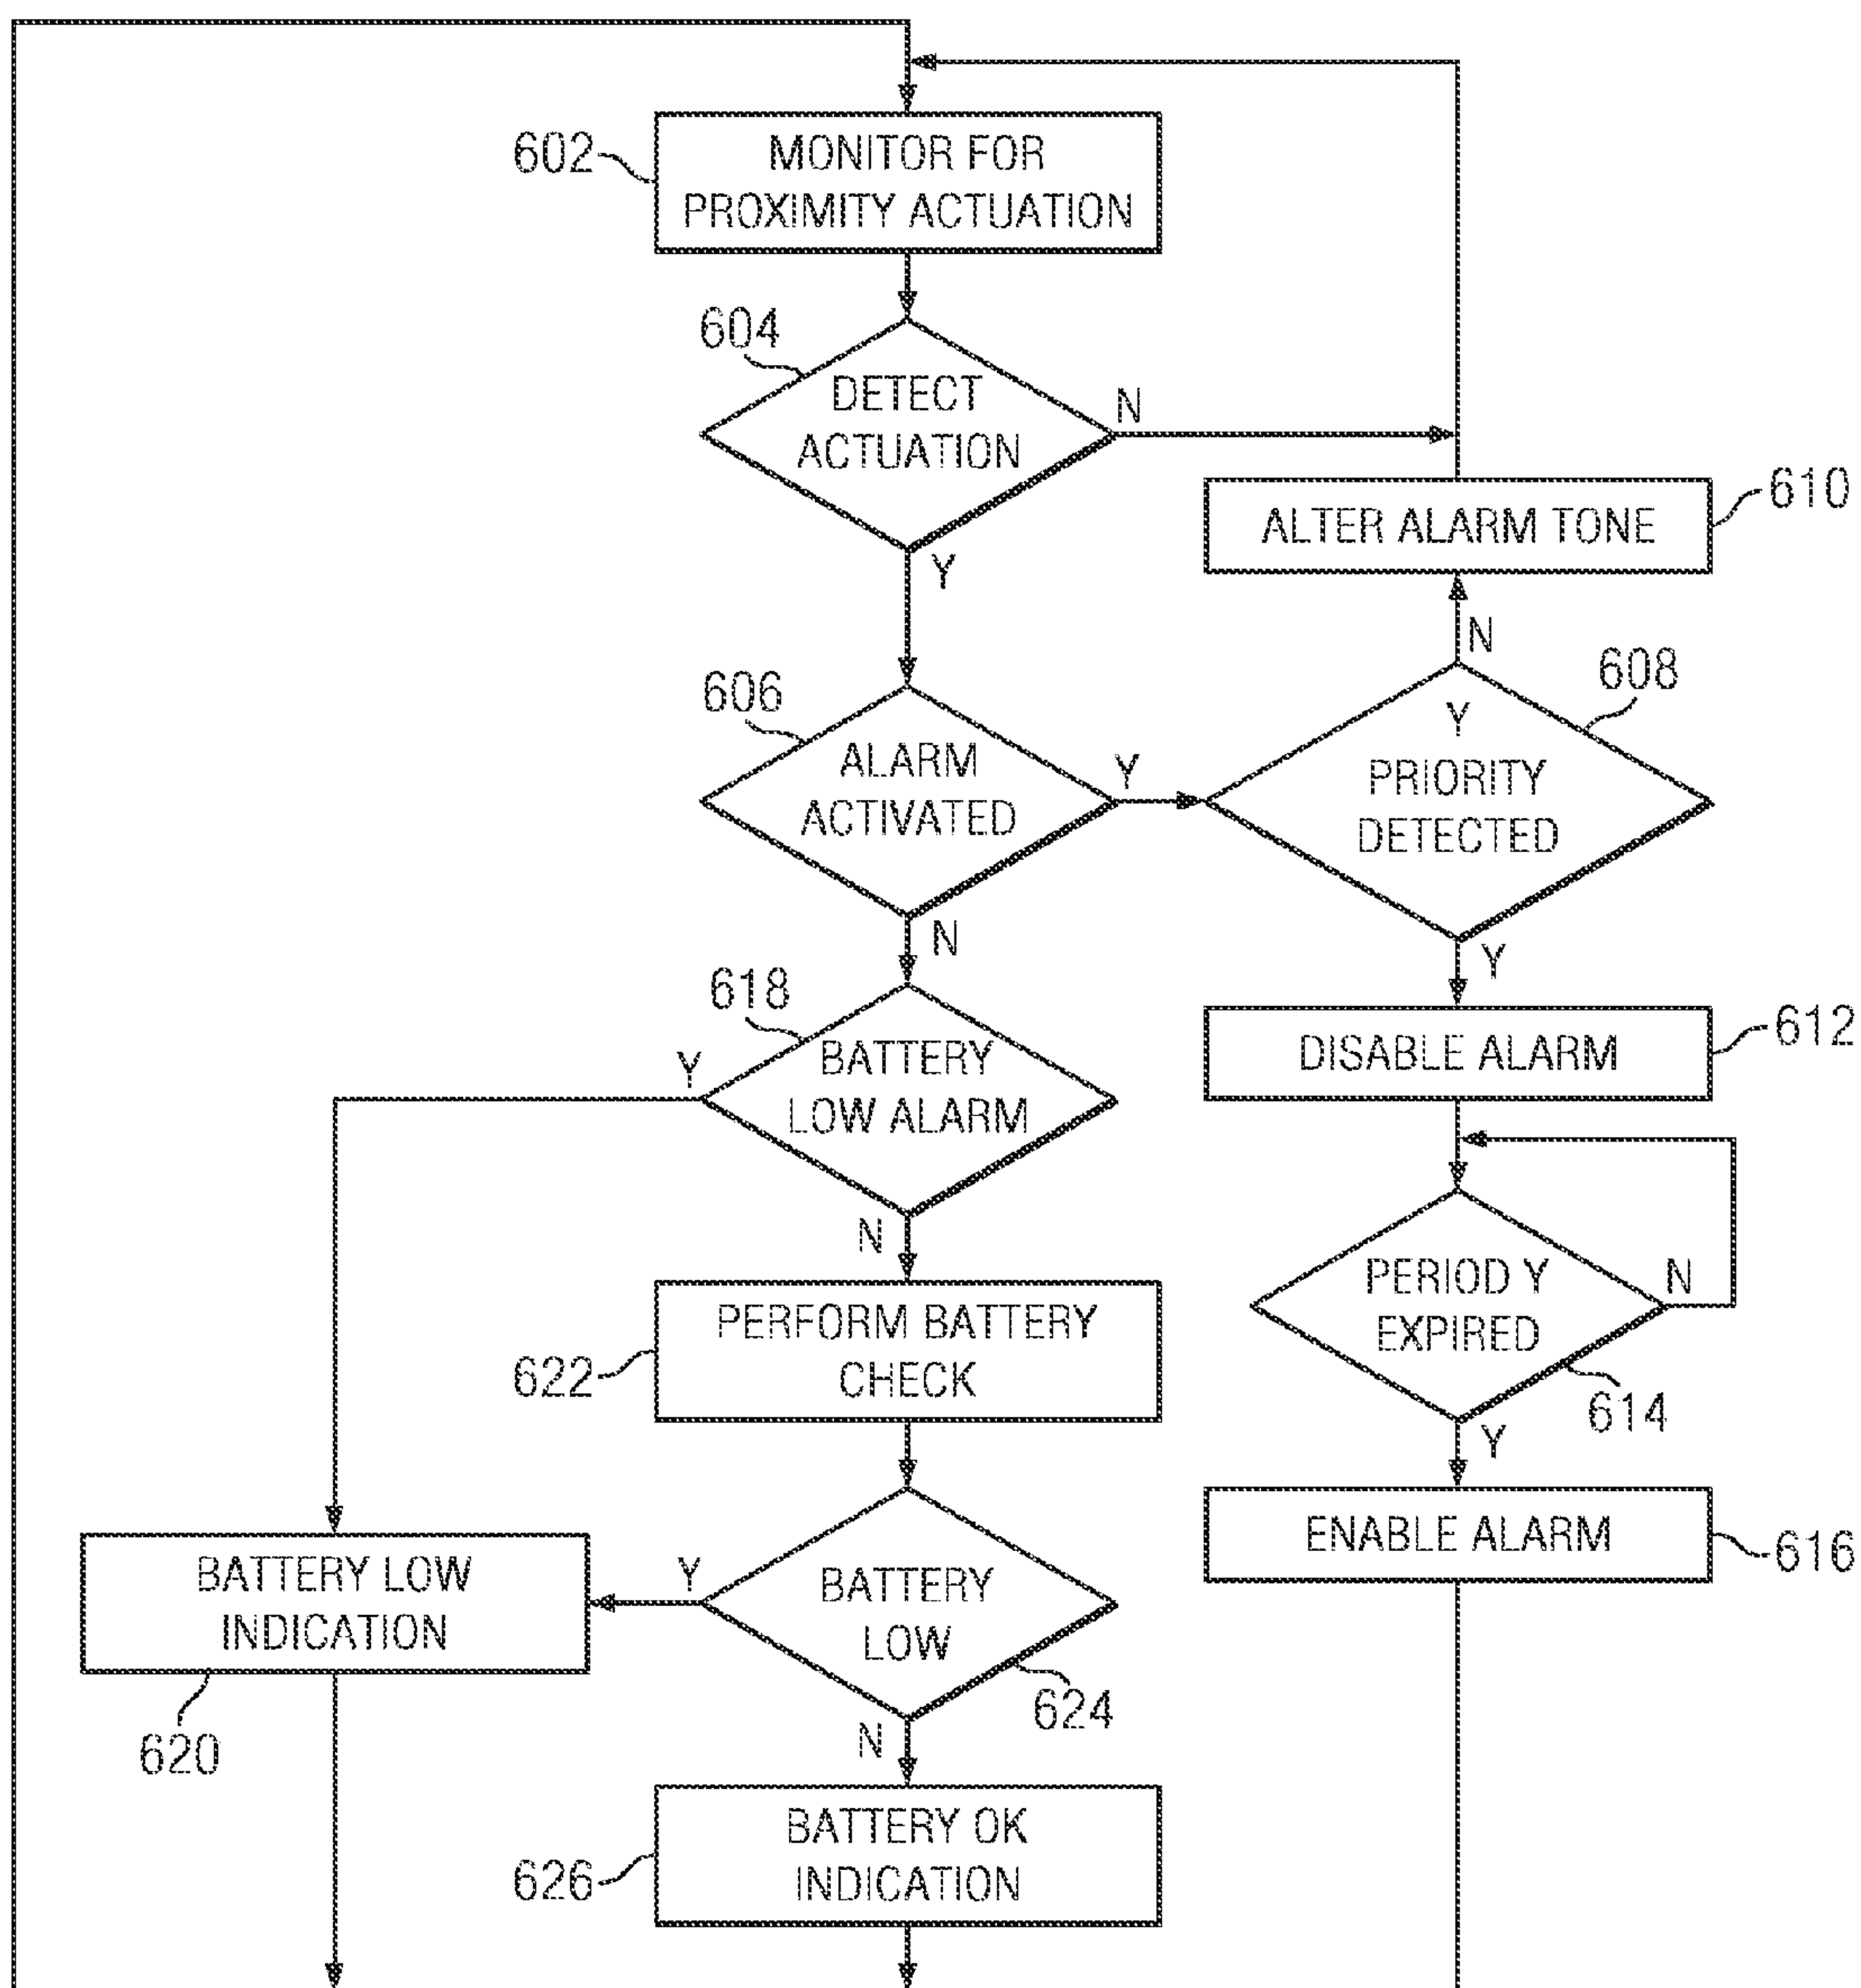 602
MONITOR FOR
PROXIMITY ACTUATION
604
DETECT
ACTUATION
N
Y
610
ALTER ALARM TONE
N
608
Y
PRIORITY
DETECTED
606
ALARM
ACTIVATED
Y
N
Y
618
BATTERY
LOW ALARM
Y
N
612
DISABLE ALARM
PERIOD Y
EXPIRED
N
614
Y
622
PERFORM BATTERY
CHECK
616
ENABLE ALARM
BATTERY LOW
INDICATION
620
Y
BATTERY
LOW
624
N
626
BATTERY OK
INDICATION